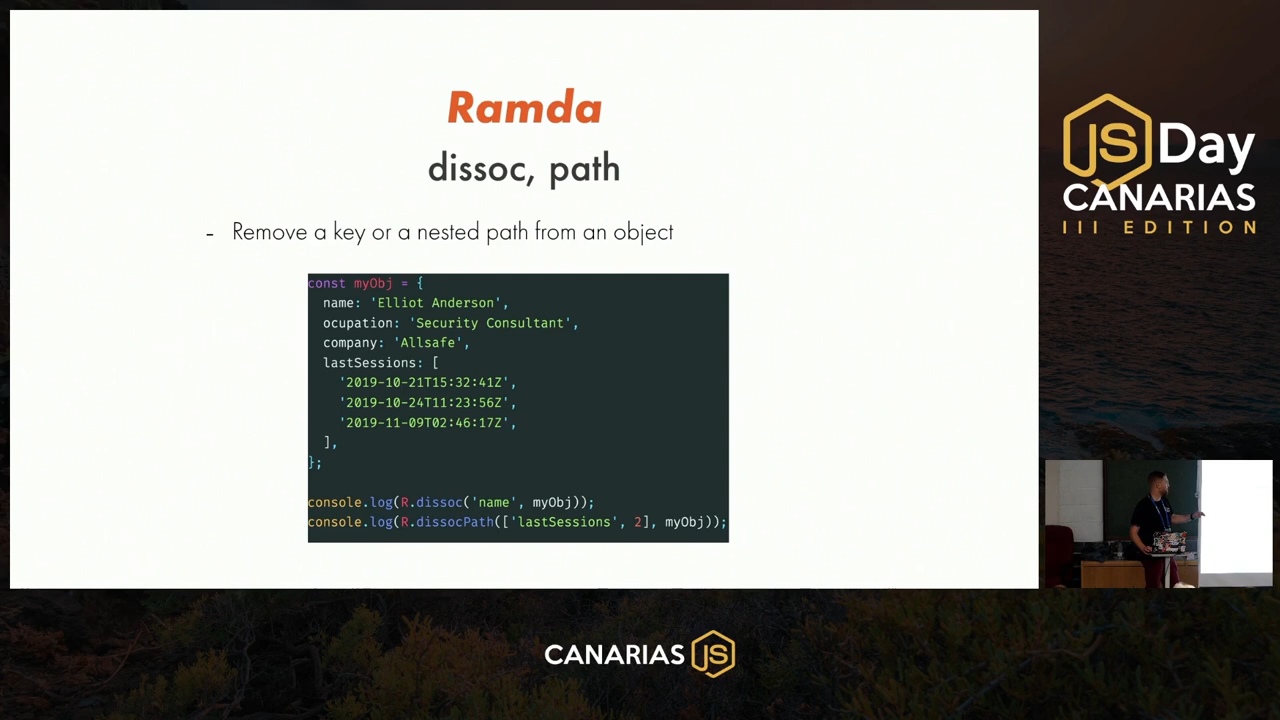 Ramda
dissoc, path
- Remove a key or a nested path from an object
const myObj = {
  name: 'Elliot Anderson',
  ocupation: 'Security Consultant',
  company: 'Allsafe',
  lastSessions: [
    '2019-10-21T15:32:41Z',
    '2019-10-24T11:23:56Z',
    '2019-11-09T02:46:17Z',
  ],
};
console.log(R.dissoc('name', myObj));
console.log(R.dissocPath(['lastSessions', 2], myObj));
JS Day
CANARIAS
III EDITION
CANARIAS JS